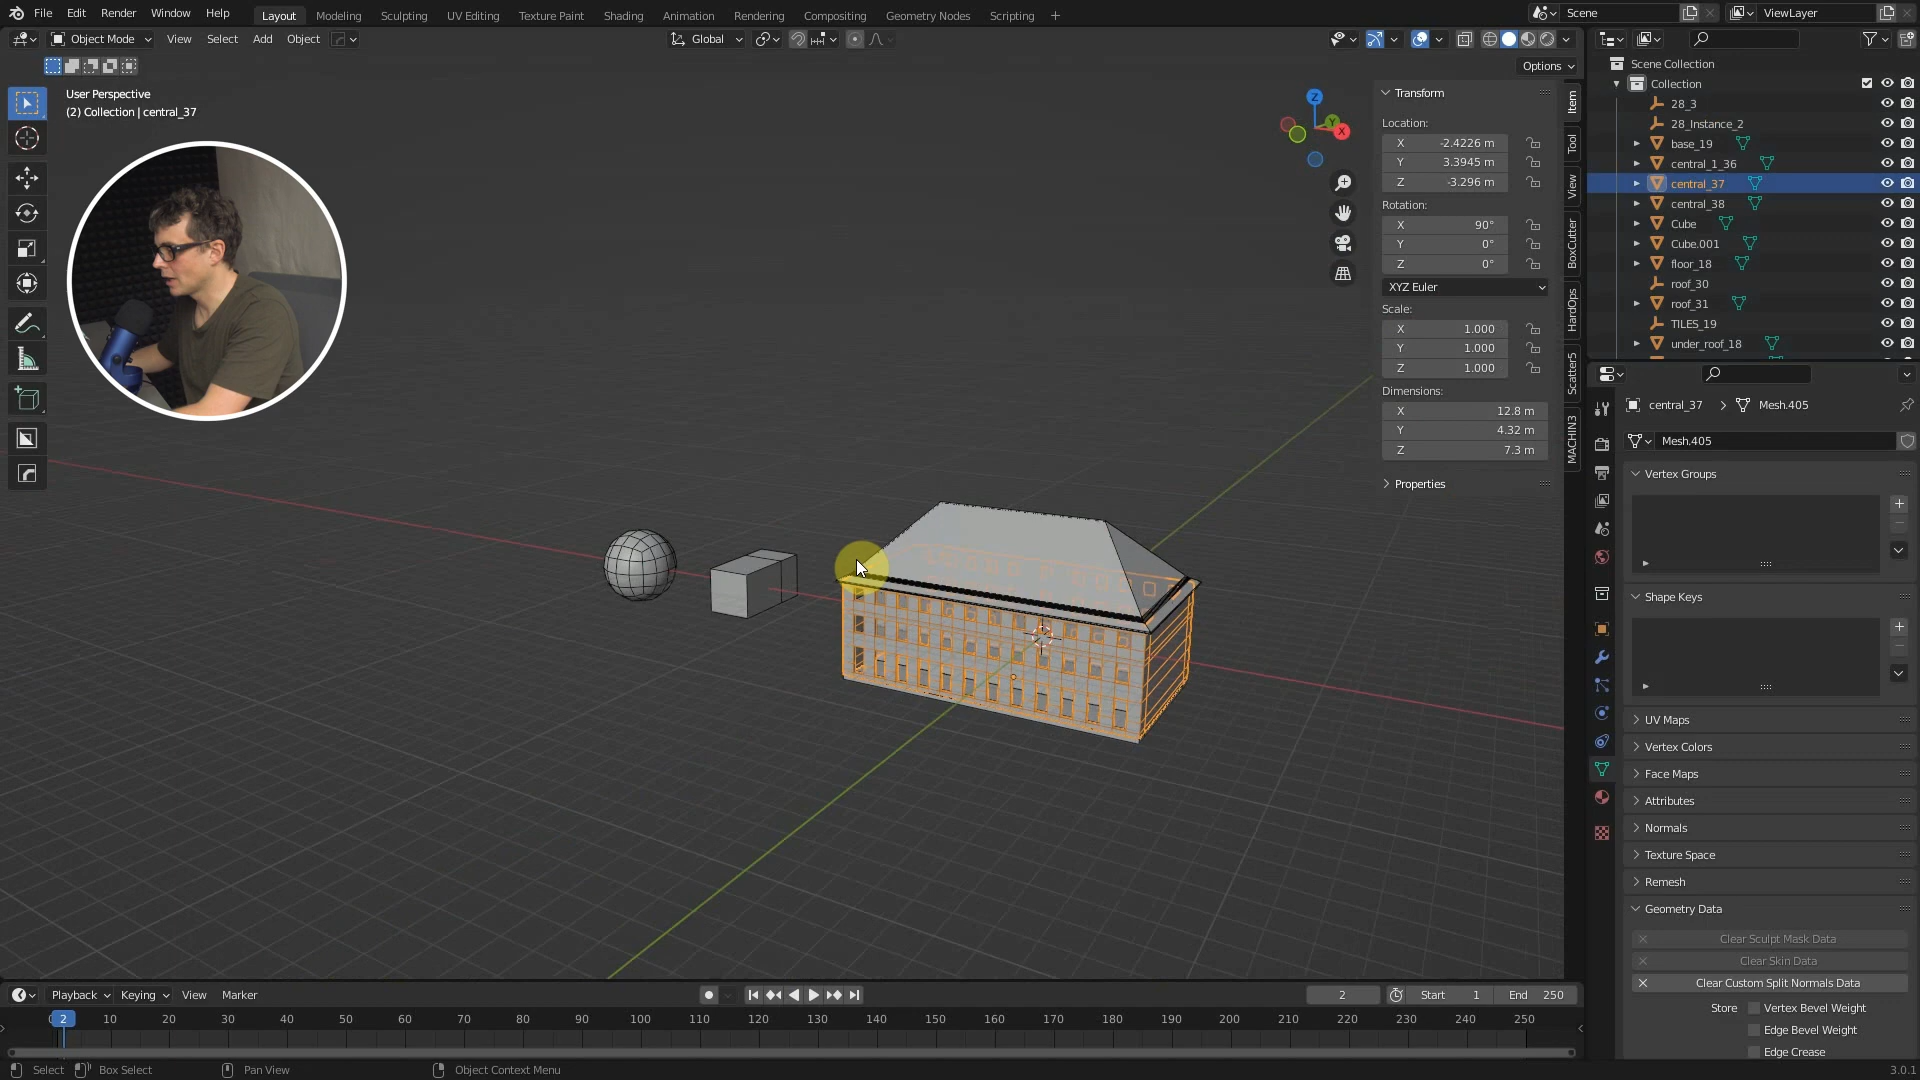 File Edit Render Window Help Layout Modeling Sculpting UV Editing Texture Paint Shading Animation Rendering Compositing Geometry Nodes Scripting + Scene ViewLayer
Object Mode View Select Add Object Global
Options
User Perspective
(2) Collection | central_37
Transform
Location:
X -2.4226 m
Y 3.3945 m
Z -3.296 m
Rotation:
X 90°
Y 0°
Z 0°
XYZ Euler
Scale:
X 1.000
Y 1.000
Z 1.000
Dimensions:
X 12.8 m
Y 4.32 m
Z 7.3 m
Properties
Item
Tool
View
BoxCutter
HardOps
Scatter5
MACHIN3
Z
Y
X
Scene Collection
Collection
28_3
28_Instance_2
base_19
central_1_36
central_37
central_38
Cube
Cube.001
floor_18
roof_30
roof_31
TILES_19
under_roof_18
central_37 > Mesh.405
Mesh.405
Vertex Groups
Shape Keys
UV Maps
Vertex Colors
Face Maps
Attributes
Normals
Texture Space
Remesh
Geometry Data
Clear Sculpt Mask Data
Clear Skin Data
Clear Custom Split Normals Data
Store Vertex Bevel Weight
Edge Bevel Weight
Edge Crease
Playback Keying View Marker 2 Start 1 End 250
2 10 20 30 40 50 60 70 80 90 100 110 120 130 140 150 160 170 180 190 200 210 220 230 240 250
Select Box Select Pan View Object Context Menu 3.0.1